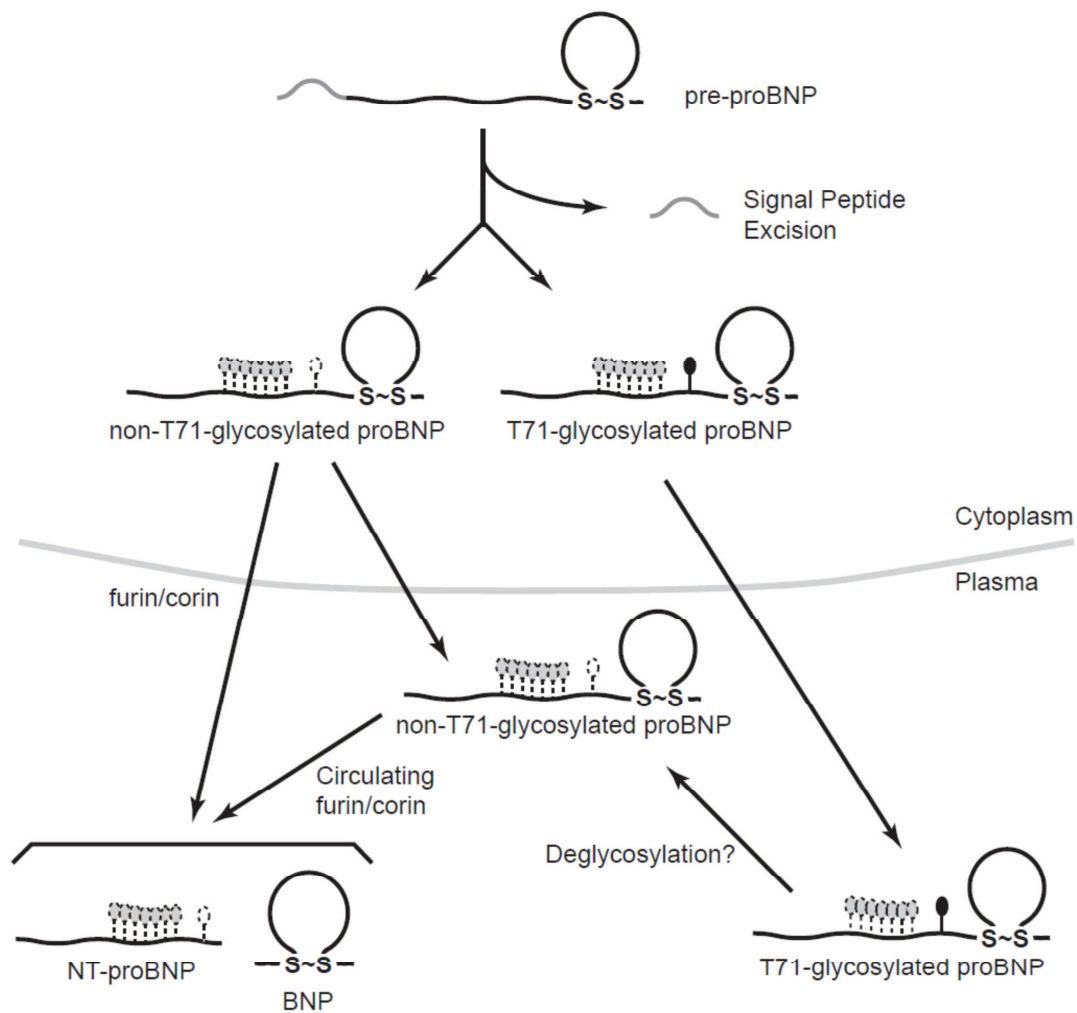 S~S
pre-proBNP
Signal Peptide
Excision
S~S
S~S
non-T71-glycosylated proBNP
T71-glycosylated proBNP
Cytoplasm
Plasma
furin/corin
S~S
non-T71-glycosylated proBNP
Circulating
furin/corin
Deglycosylation?
S~S
S~S
NT-proBNP
BNP
T71-glycosylated proBNP